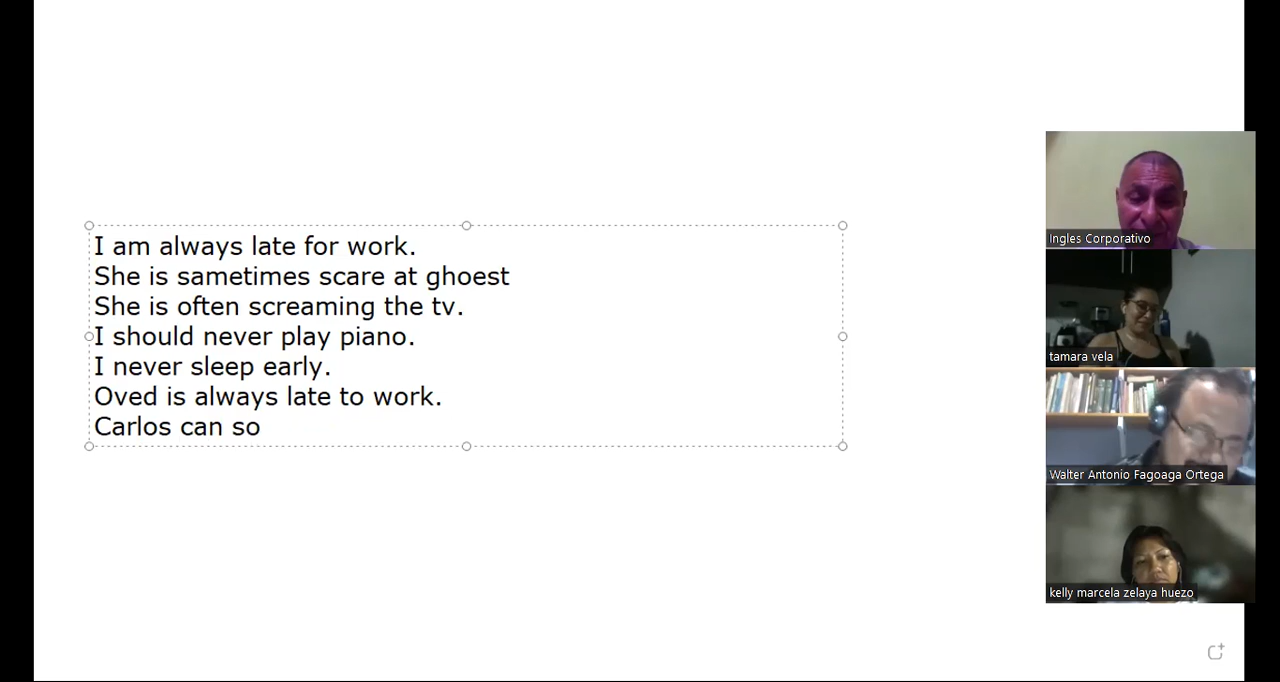 I am always late for work.
She is sametimes scare at ghoest
She is often screaming the tv.
I should never play piano.
I never sleep early.
Oved is always late to work.
Carlos can so
Ingles Corporativo
tamara vela
Walter Antonio Fagoaga Ortega
kelly marcela zelaya huezo